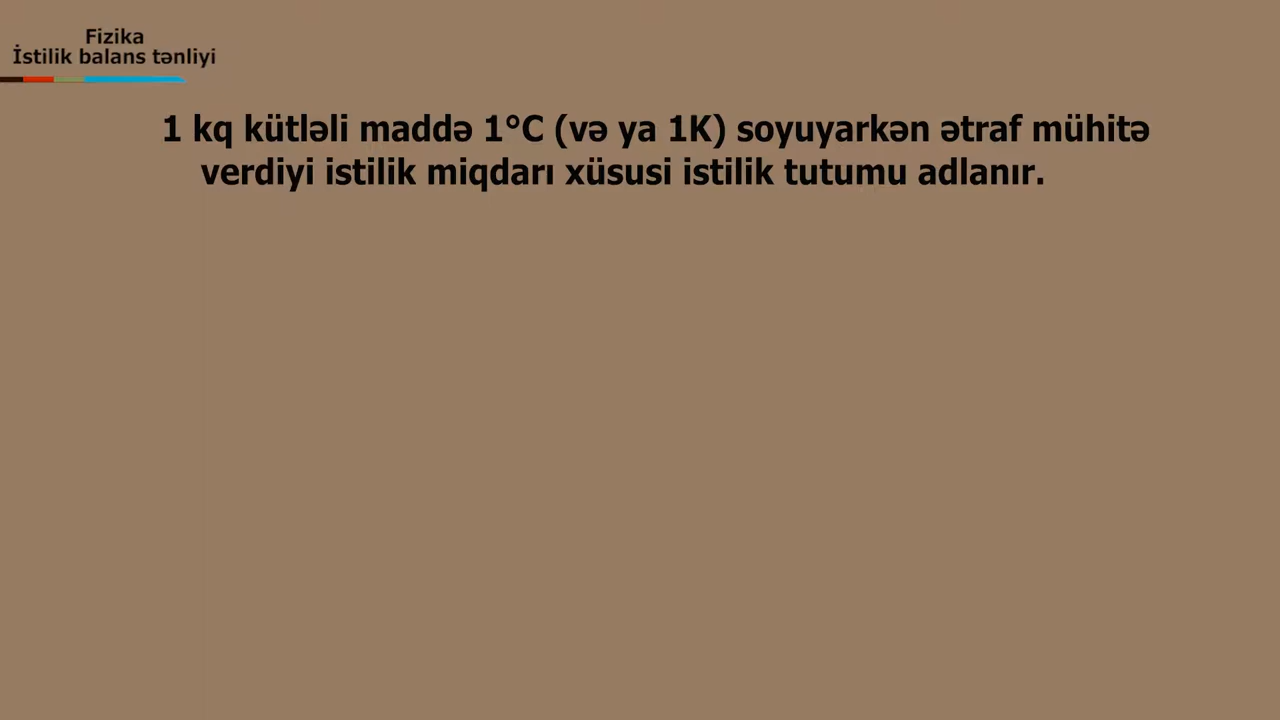 Fizika
İstilik balans tənliyi
1 kq kütləli maddə 1°C (və ya 1K) soyuyarkən ətraf mühitə
verdiyi istilik miqdarı xüsusi istilik tutumu adlanır.